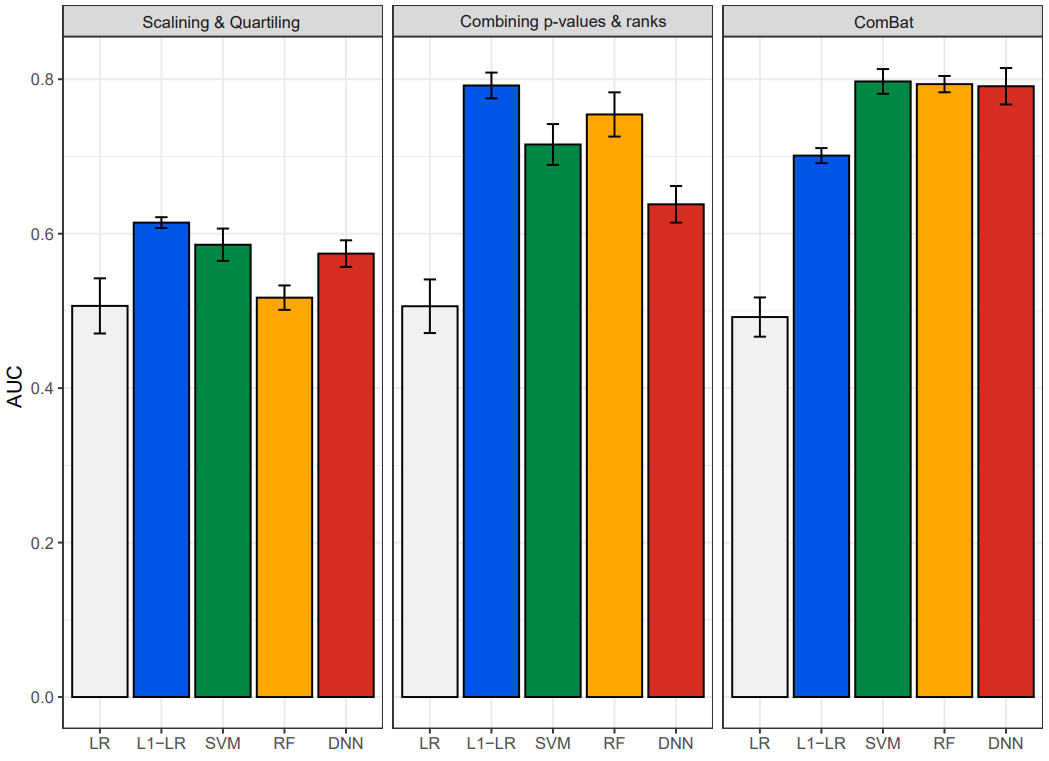 Scalining & Quartiling
Combining p-values & ranks
ComBat
AUC
0.8
0.6
0.4
0.2
0.0
LR L1−LR SVM RF DNN
LR L1−LR SVM RF DNN
LR L1−LR SVM RF DNN